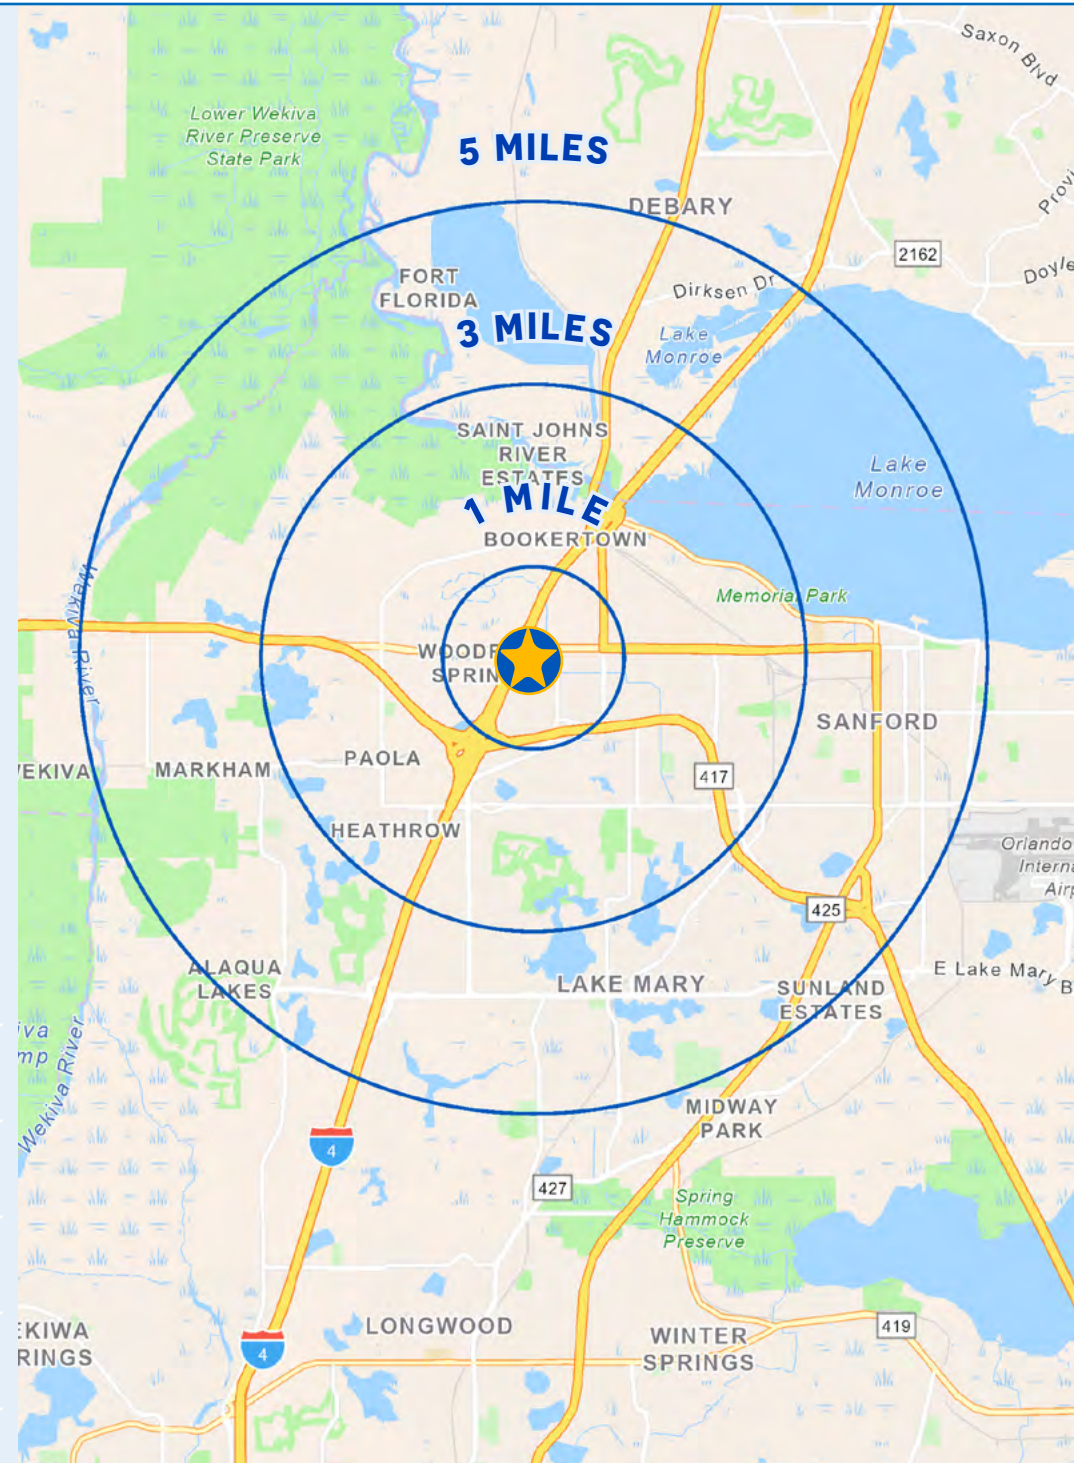 Saxon Blvd
Lower Wekiva
River Preserve
State Park
5 MILES
DEBARY
2162
Doyle
FORT
FLORIDA
Dirksen Dr
3 MILES
Lake
Monroe
SAINT JOHNS
RIVER
ESTATES
Lake
Monroe
1 MILE
BOOKERTOWN
Memorial Park
Wekiva River
SANFORD
PAOLA
MARKHAM
417
HEATHROW
Orlando
425
ALAQUA
LAKES
LAKE MARY
E Lake Mary B
SUNLAND
ESTATES
Wekiva River
MIDWAY
PARK
4
427
Spring
Hammock
Preserve
LONGWOOD
419
WINTER
SPRINGS
4